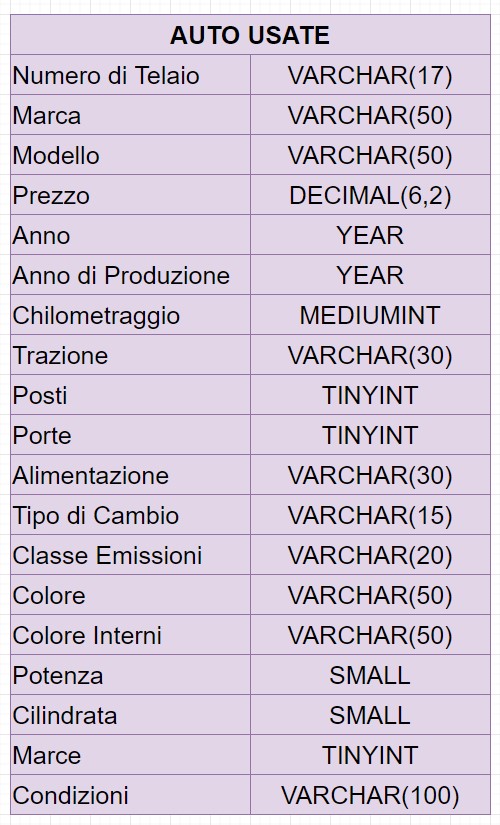 AUTO USATE
Numero di Telaio VARCHAR(17)
Marca VARCHAR(50)
Modello VARCHAR(50)
Prezzo DECIMAL(6,2)
Anno YEAR
Anno di Produzione YEAR
Chilometraggio MEDIUMINT
Trazione VARCHAR(30)
Posti TINYINT
Porte TINYINT
Alimentazione VARCHAR(30)
Tipo di Cambio VARCHAR(15)
Classe Emissioni VARCHAR(20)
Colore VARCHAR(50)
Colore Interni VARCHAR(50)
Potenza SMALL
Cilindrata SMALL
Marce TINYINT
Condizioni VARCHAR(100)